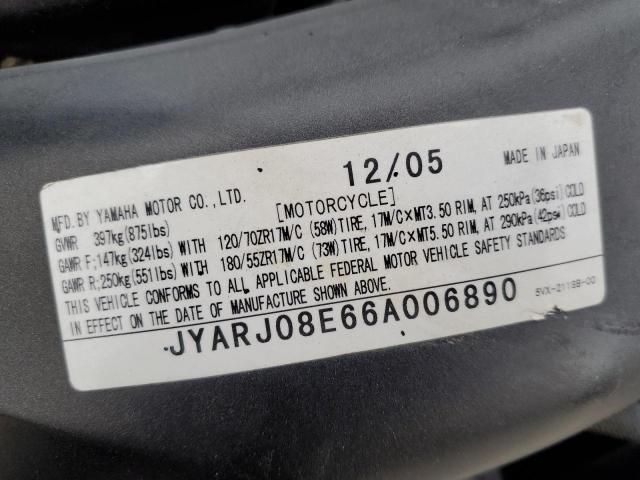 12/05
MADE IN JAPAN
MFD. BY YAMAHA MOTOR CO., LTD.
[MOTORCYCLE]
GVWR 397kg(875lbs)
GAWR F:147kg(324lbs) WITH 120/70ZR17M/C (58W)TIRE, 17M/C×MT3.50 RIM, AT 250kPa(36psi)COLD
GAWR R:250kg(551lbs) WITH 180/55ZR17M/C (73W)TIRE, 17M/C×MT5.50 RIM, AT 290kPa(42psi)COLD
THIS VEHICLE CONFORMS TO ALL APPLICABLE FEDERAL MOTOR VEHICLE SAFETY STANDARDS
IN EFFECT ON THE DATE OF MANUFACTURE SHOWN ABOVE.
JYARJ08E66A006890
5VX-2118B-00